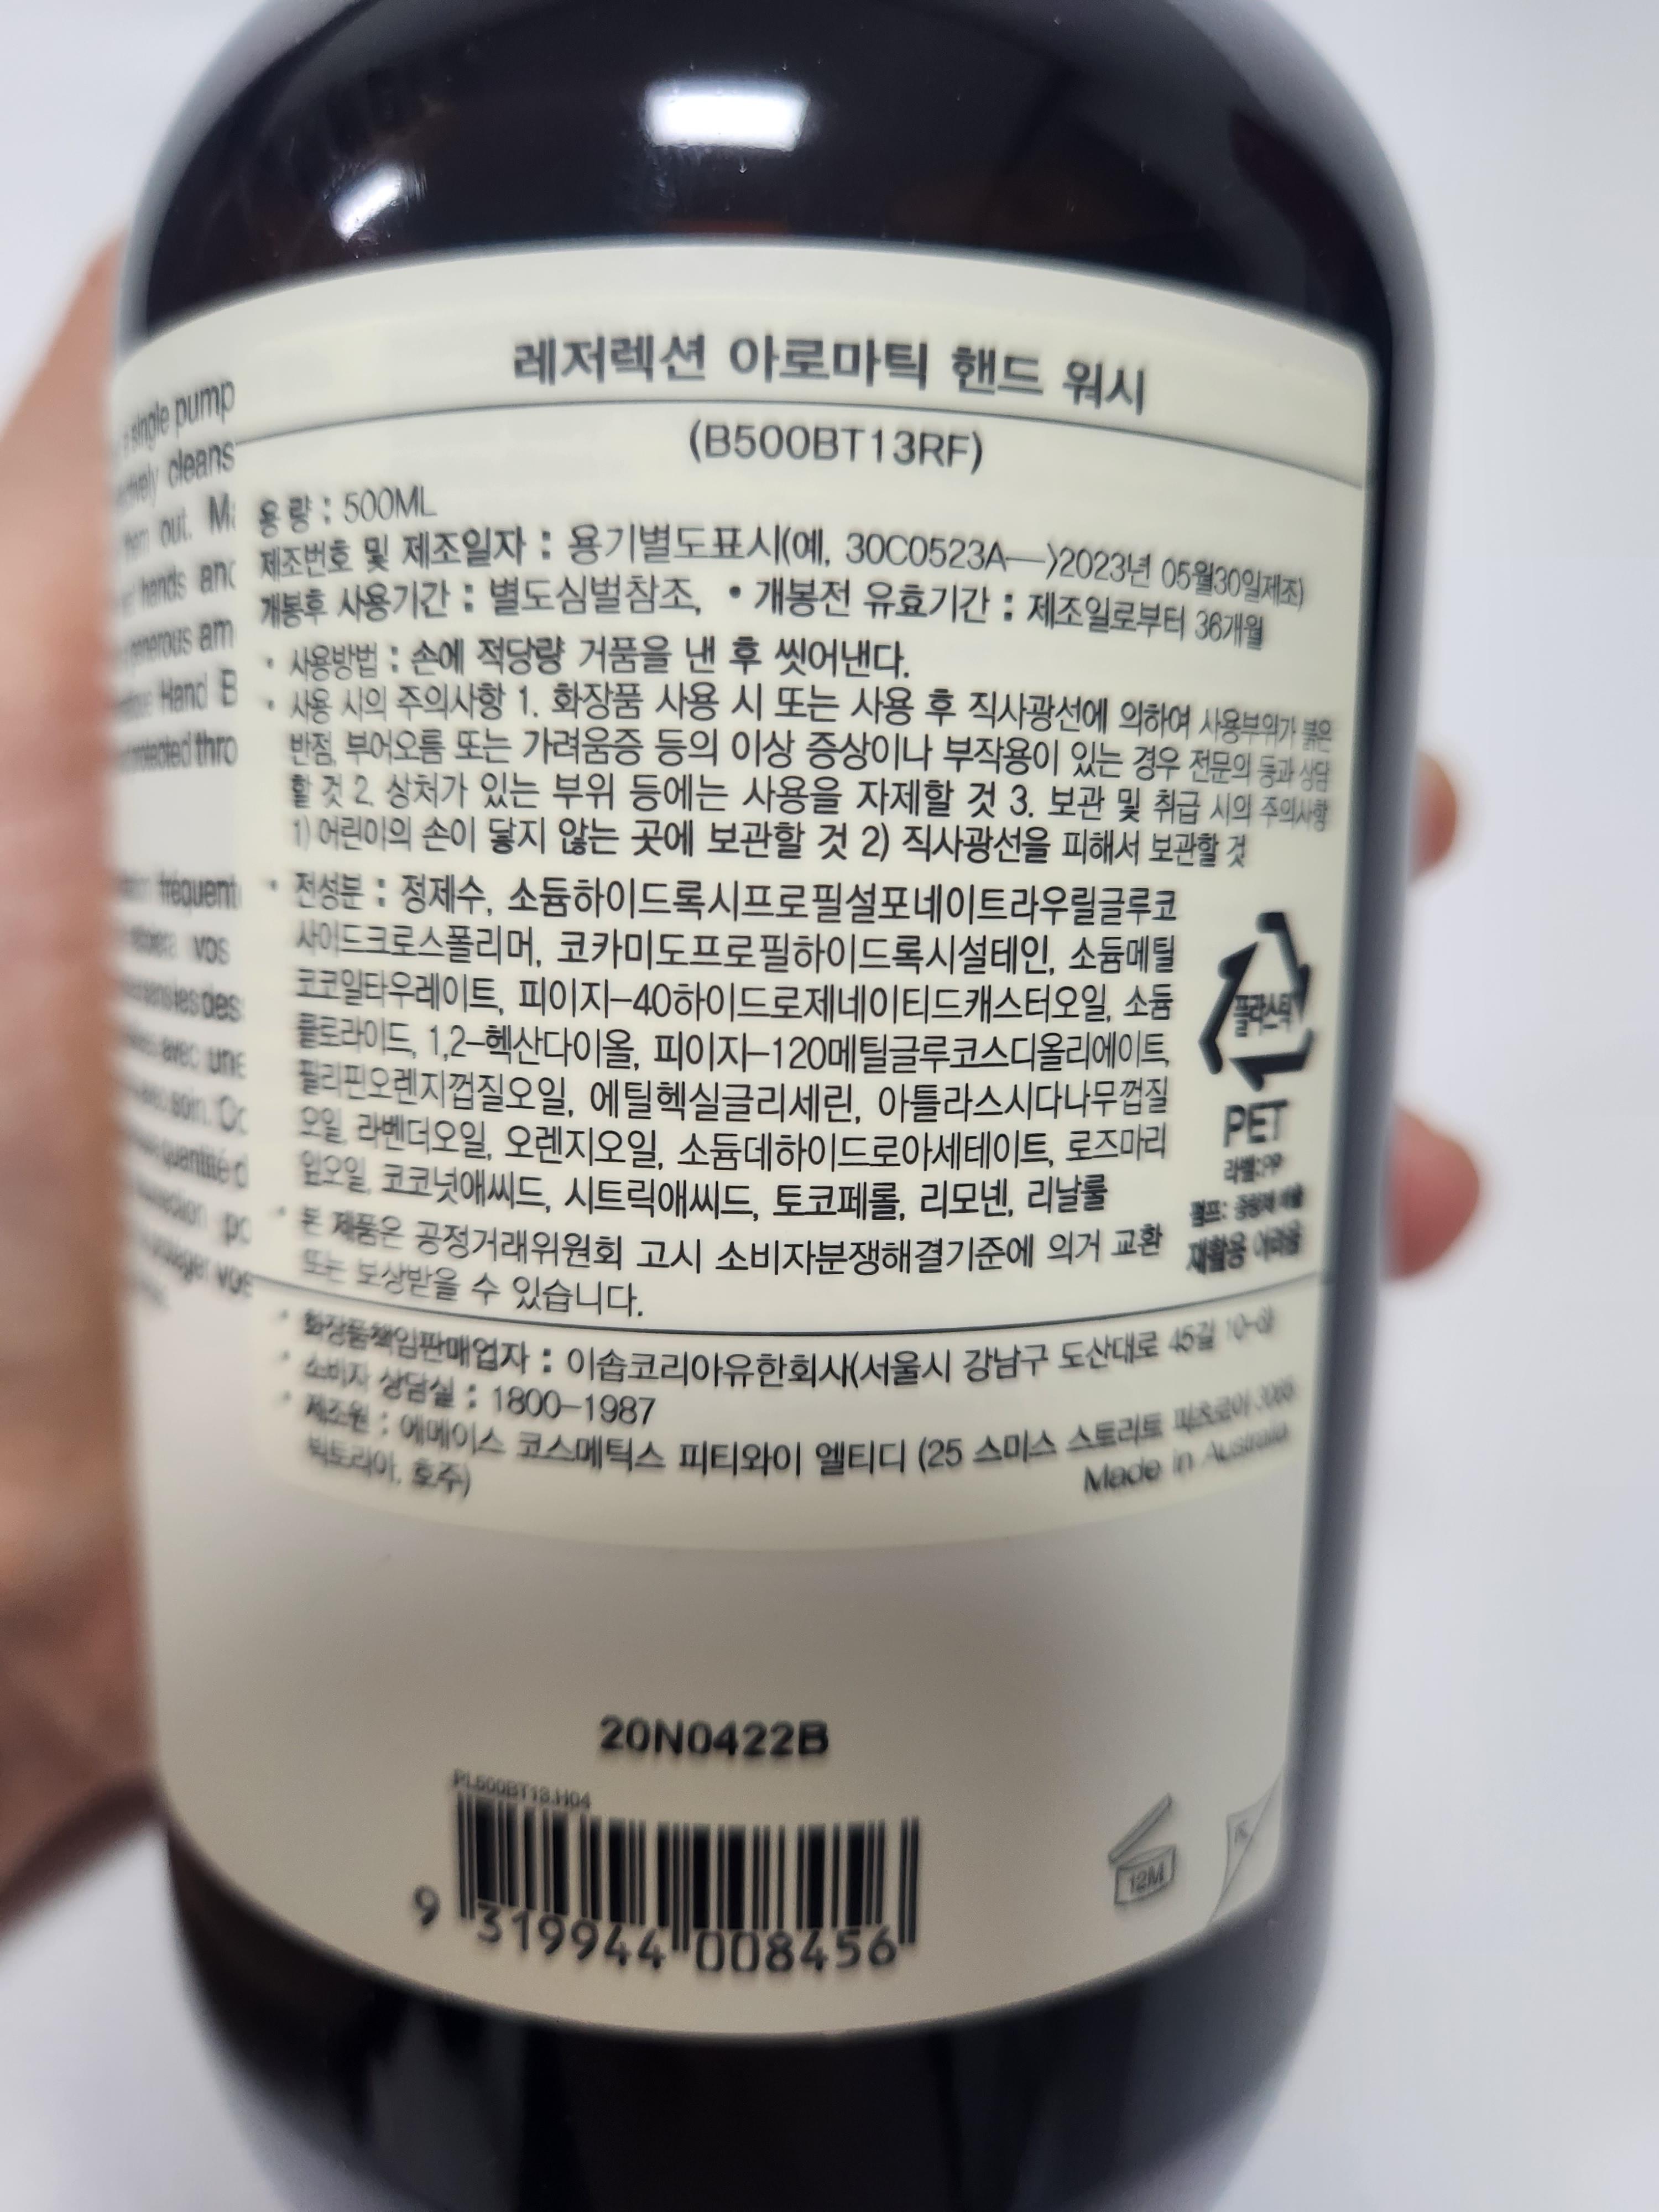 레저렉션 아로마틱 핸드 워시
(B500BT13RF)
용 량 : 500ML
제조번호 및 제조일자 : 용기별도표시(예, 30C0523A—>2023년 05월30일제조)
개봉후 사용기간 : 별도심벌참조, • 개봉전 유효기간 : 제조일로부터 36개월
• 사용방법 : 손에 적당량 거품을 낸 후 씻어낸다.
• 사용 시의 주의사항 1. 화장품 사용 시 또는 사용 후 직사광선에 의하여 사용부위가 붉은
반점, 부어오름 또는 가려움증 등의 이상 증상이나 부작용이 있는 경우 전문의 등과 상담
할 것 2. 상처가 있는 부위 등에는 사용을 자제할 것 3. 보관 및 취급 시의 주의사항
1) 어린이의 손이 닿지 않는 곳에 보관할 것 2) 직사광선을 피해서 보관할 것
• 전성분 : 정제수, 소듐하이드록시프로필설포네이트라우릴글루코
사이드크로스폴리머, 코카미도프로필하이드록시설테인, 소듐메틸
코코일타우레이트, 피이지-40하이드로제네이티드캐스터오일, 소듐
클로라이드, 1,2-헥산다이올, 피이지-120메틸글루코스디올리에이트,
필리핀오렌지껍질오일, 에틸헥실글리세린, 아틀라스시다나무껍질
오일, 라벤더오일, 오렌지오일, 소듐데하이드로아세테이트, 로즈마리
잎오일, 코코넛애씨드, 시트릭애씨드, 토코페롤, 리모넨, 리날룰
• 본 제품은 공정거래위원회 고시 소비자분쟁해결기준에 의거 교환
또는 보상받을 수 있습니다.
플라스틱
PET
라벨:PP
펌프:
재활용 어려움
• 화장품책임판매업자 : 이솝코리아유한회사(서울시 강남구 도산대로 45길
• 소비자 상담실 : 1800-1987
• 제조원 : 에메이스 코스메틱스 피티와이 엘티디 (25 스미스 스트리트 피츠로이 3065
빅토리아, 호주)
Made in Australia
20N0422B
PL500BT13.H04
9 319944 008456
12M
single pump
cleans
them out.
hands
Hand B
protected thro
vos
avec une
soin.
quantité d
vos